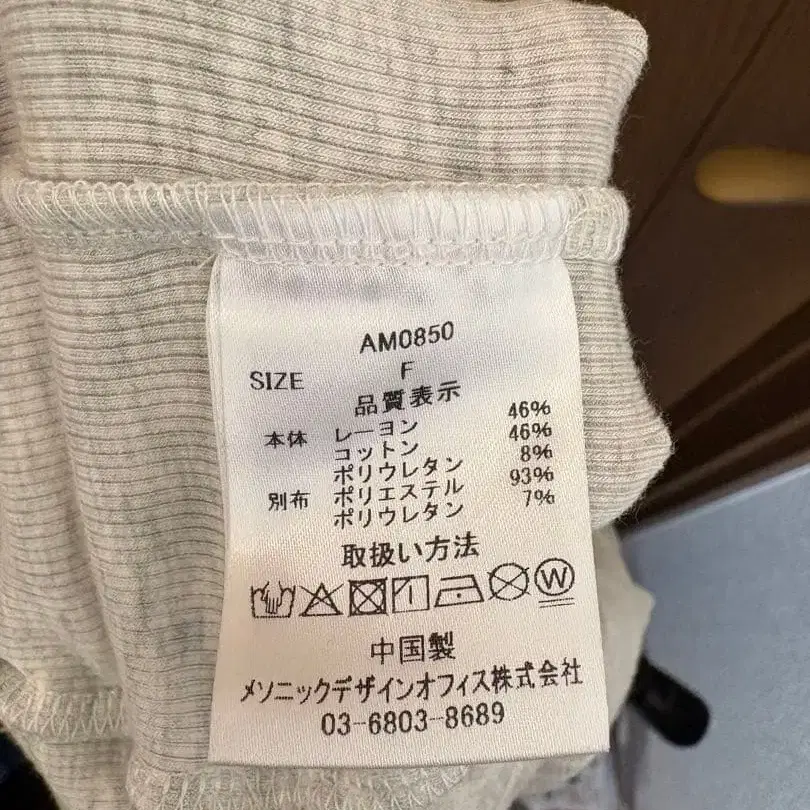 AM0850
SIZE F
品質表示
本体 レーヨン 46%
コットン 46%
ポリウレタン 8%
別布 ポリエステル 93%
ポリウレタン 7%
取扱い方法
W
中国製
メソニックデザインオフィス株式会社
03-6803-8689